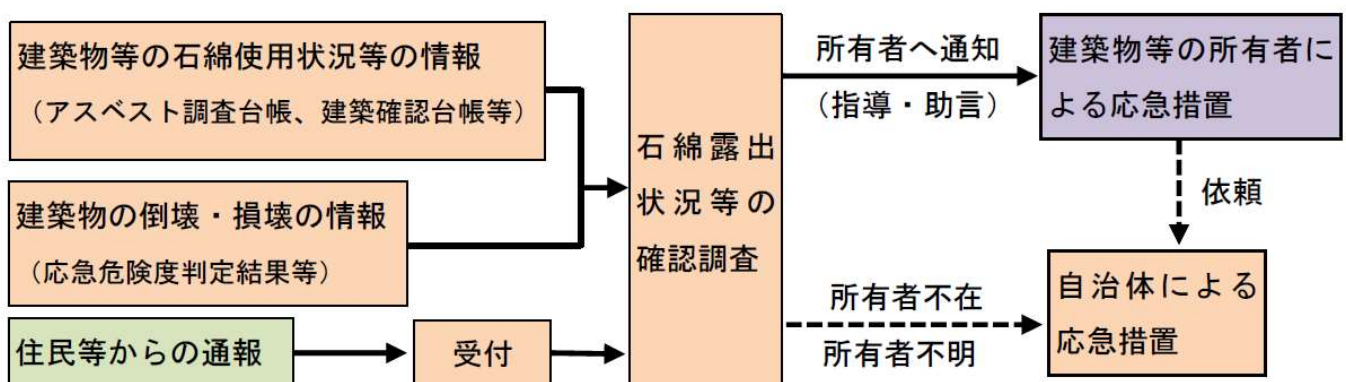 建築物等の石綿使用状況等の情報
（アスベスト調査台帳、建築確認台帳等）
建築物の倒壊・損壊の情報
（応急危険度判定結果等）
住民等からの通報
受付
石綿露出
状況等の
確認調査
所有者へ通知
（指導・助言）
建築物等の所有者に
よる応急措置
依頼
所有者不在
所有者不明
自治体による
応急措置